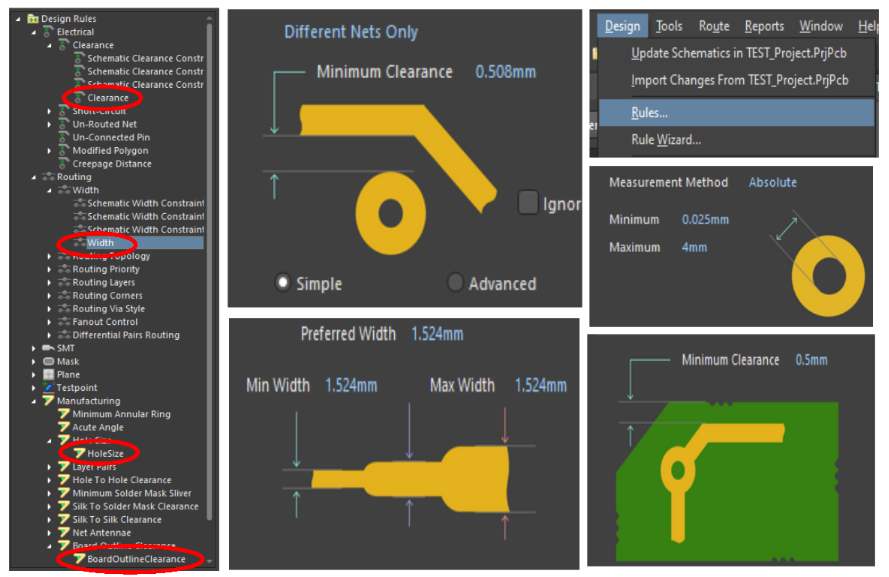 Design Rules
Electrical
Clearance
Schematic Clearance Constr
Schematic Clearance Constr
Schematic Clearance Constr
Clearance
Short-Circuit
Un-Routed Net
Un-Connected Pin
Modified Polygon
Creepage Distance
Routing
Width
Schematic Width Constraint
Schematic Width Constraint
Schematic Width Constraint
Width
Routing Topology
Routing Priority
Routing Layers
Routing Corners
Routing Via Style
Fanout Control
Differential Pairs Routing
SMT
Mask
Plane
Testpoint
Manufacturing
Minimum Annular Ring
Acute Angle
Hole Size
HoleSize
Layer Pairs
Hole To Hole Clearance
Minimum Solder Mask Sliver
Silk To Solder Mask Clearance
Silk To Silk Clearance
Net Antennae
Board Outline Clearance
BoardOutlineClearance
Different Nets Only
Minimum Clearance 0.508mm
Ignor
Simple Advanced
Preferred Width 1.524mm
Min Width 1.524mm Max Width 1.524mm
Design Tools Route Reports Window Help
Update Schematics in TEST_Project.PrjPcb
Import Changes From TEST_Project.PrjPcb
Rules...
Rule Wizard...
Measurement Method Absolute
Minimum 0.025mm
Maximum 4mm
Minimum Clearance 0.5mm